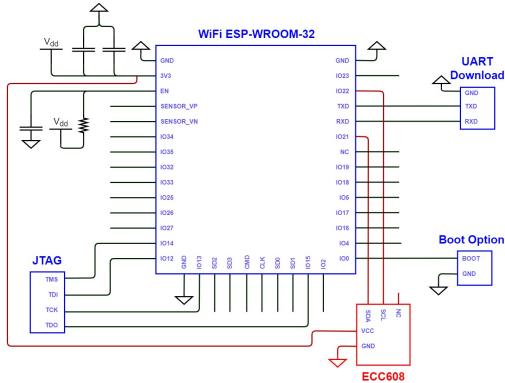 WiFi ESP-WROOM-32
Vdd
GND
3V3
EN
SENSOR_VP
SENSOR_VN
IO34
IO35
IO32
IO33
IO25
IO26
IO27
IO14
IO12
Vdd
GND
IO23
IO22
TXD
RXD
IO21
NC
IO19
IO18
IO5
IO17
IO16
IO4
IO0
GND
IO13
SD2
SD3
CMD
CLK
SD0
SD1
IO15
IO2
UART
Download
GND
TXD
RXD
Boot Option
BOOT
GND
JTAG
TMS
TDI
TCK
TDO
SDA
SCL
NC
VCC
GND
ECC608